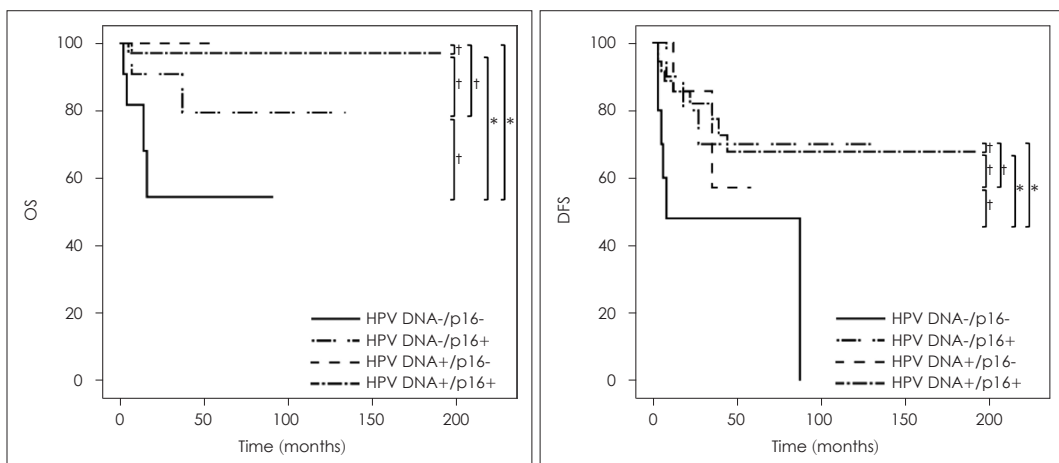 100
80
60
40
20
0
OS
0 50 100 150 200
Time (months)
† † † † * *
HPV DNA-/p16-
HPV DNA-/p16+
HPV DNA+/p16-
HPV DNA+/p16+
100
80
60
40
20
0
DFS
0 50 100 150 200
Time (months)
† † † † * *
HPV DNA-/p16-
HPV DNA-/p16+
HPV DNA+/p16-
HPV DNA+/p16+